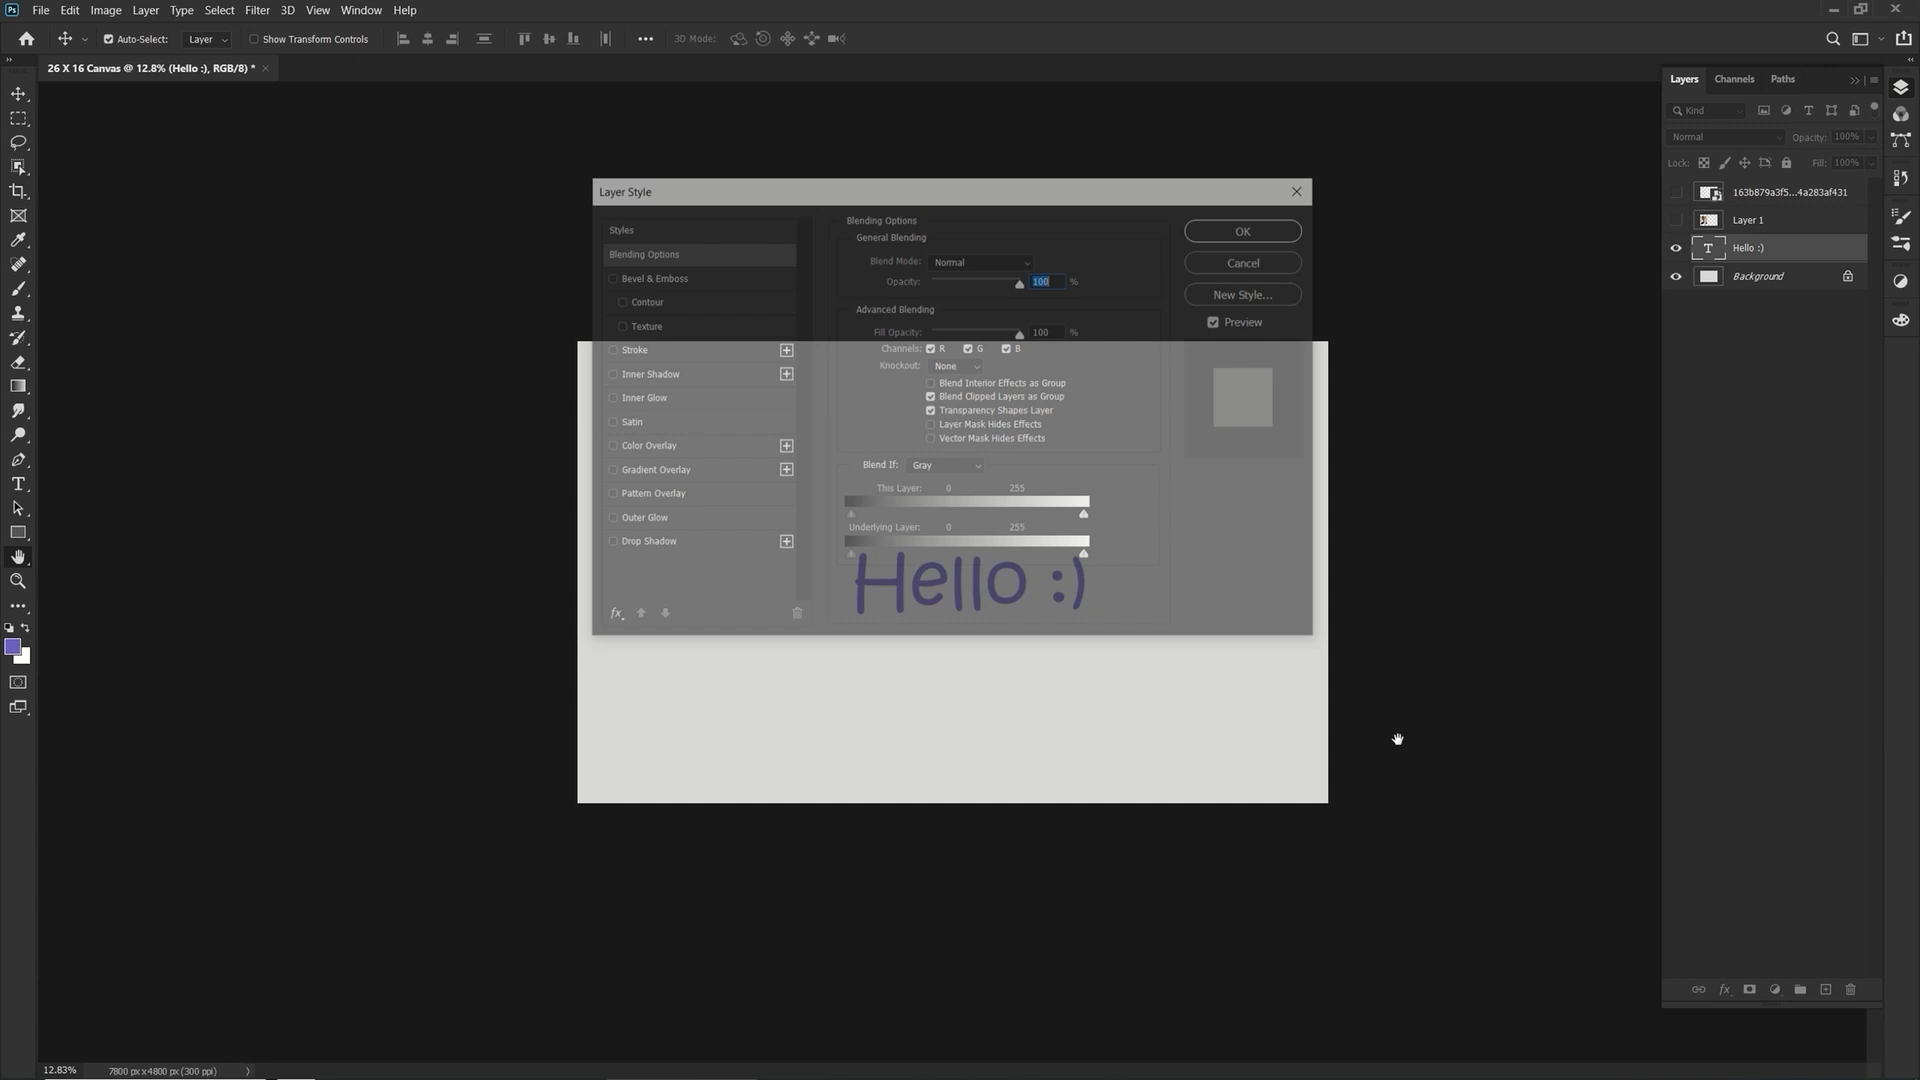 Ps File Edit Image Layer Type Select Filter 3D View Window Help
Auto-Select: Layer Show Transform Controls 3D Mode:
26 X 16 Canvas @ 12.8% (Hello :), RGB/8) *
Layers Channels Paths
Kind
Normal Opacity: 100%
Lock: Fill: 100%
163b879a3f5...4a283af431
Layer 1
T Hello :)
Background
Layer Style
Styles
Blending Options
Bevel & Emboss
Contour
Texture
Stroke
Inner Shadow
Inner Glow
Satin
Color Overlay
Gradient Overlay
Pattern Overlay
Outer Glow
Drop Shadow
fx
Blending Options
General Blending
Blend Mode: Normal
Opacity: 100 %
Advanced Blending
Fill Opacity: 100 %
Channels: R G B
Knockout: None
Blend Interior Effects as Group
Blend Clipped Layers as Group
Transparency Shapes Layer
Layer Mask Hides Effects
Vector Mask Hides Effects
Blend If: Gray
This Layer: 0 255
Underlying Layer: 0 255
OK
Cancel
New Style...
Preview
Hello :)
fx
12.83% 7800 px x 4800 px (300 ppi)